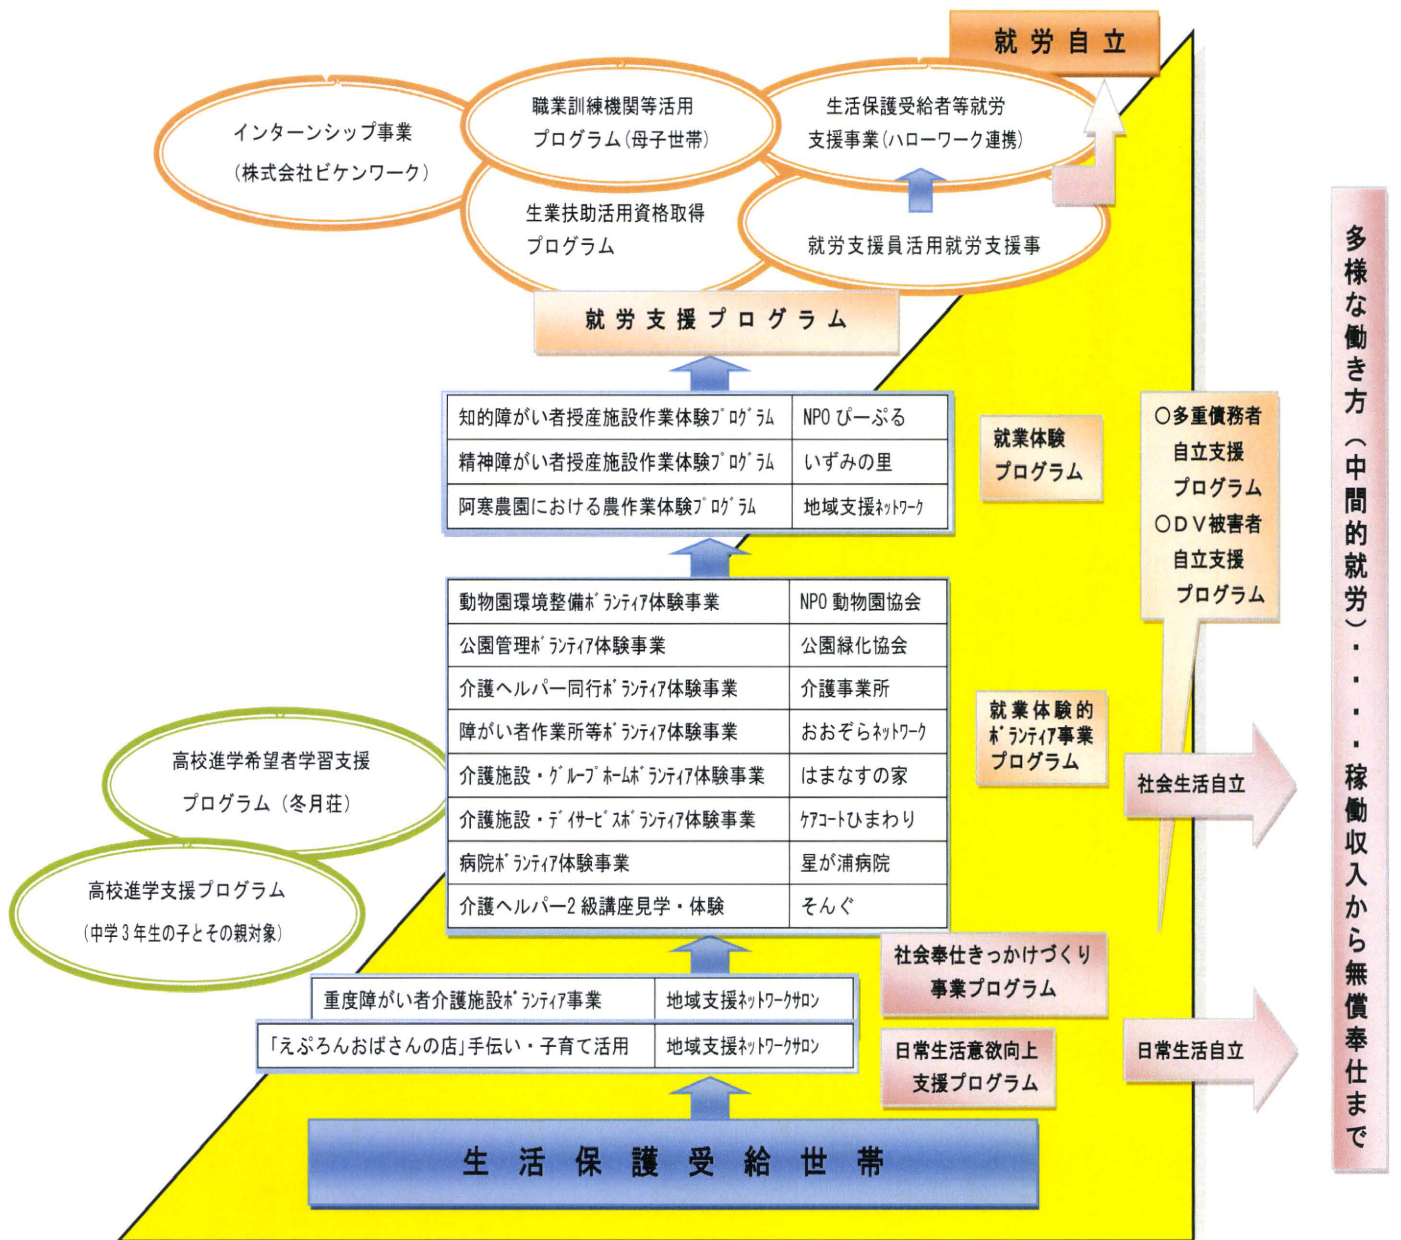 就労自立
職業訓練機関等活用
プログラム(母子世帯)
生活保護受給者等就労
支援事業(ハローワーク連携)
インターンシップ事業
(株式会社ビケンワーク)
生業扶助活用資格取得
プログラム
就労支援員活用就労支援事
就労支援プログラム
知的障がい者授産施設作業体験プログラム NPOぴーぷる
精神障がい者授産施設作業体験プログラム いずみの里
阿寒農園における農作業体験プログラム 地域支援ネットワーク
就業体験
プログラム
○多重債務者
自立支援
プログラム
○DV被害者
自立支援
プログラム
動物園環境整備ボランティア体験事業 NPO動物園協会
公園管理ボランティア体験事業 公園緑化協会
介護ヘルパー同行ボランティア体験事業 介護事業所
障がい者作業所等ボランティア体験事業 おおぞらネットワーク
介護施設・グループホームボランティア体験事業 はまなすの家
介護施設・デイサービスボランティア体験事業 ケアコートひまわり
病院ボランティア体験事業 星が浦病院
介護ヘルパー2級講座見学・体験 そんぐ
就業体験的
ボランティア事業
プログラム
社会生活自立
高校進学希望者学習支援
プログラム(冬月荘)
高校進学支援プログラム
(中学3年生の子とその親対象)
重度障がい者介護施設ボランティア事業 地域支援ネットワークサロン
「えぷろんおばさんの店」手伝い・子育て活用 地域支援ネットワークサロン
社会奉仕きっかけづくり
事業プログラム
日常生活意欲向上
支援プログラム
日常生活自立
生活保護受給世帯
多様な働き方(中間的就労)・・・・稼働収入から無償奉仕まで